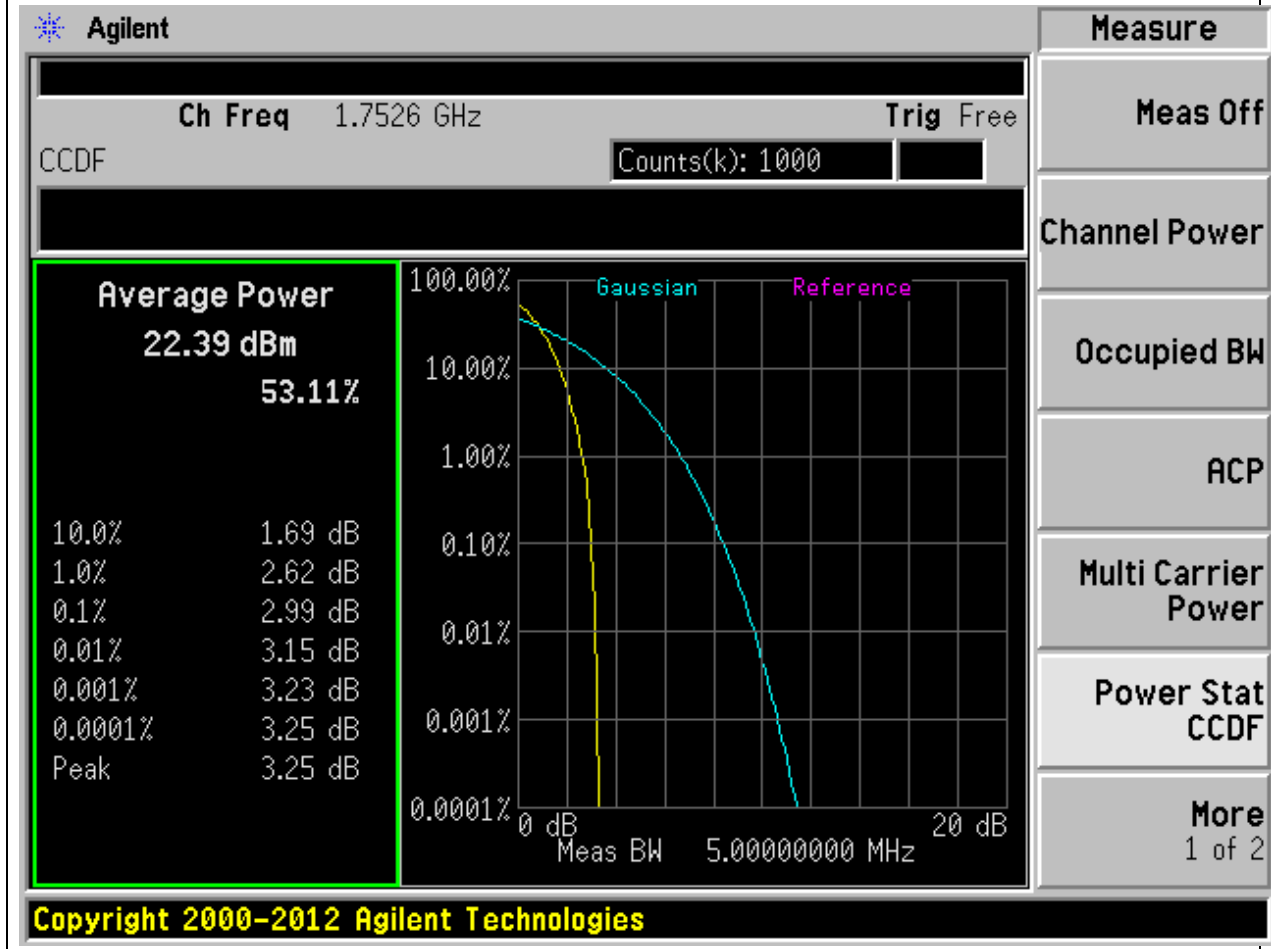 Agilent
Measure
Ch Freq 1.7526 GHz Trig Free
CCDF Counts(k): 1000
Average Power
22.39 dBm
53.11%
10.0% 1.69 dB
1.0% 2.62 dB
0.1% 2.99 dB
0.01% 3.15 dB
0.001% 3.23 dB
0.0001% 3.25 dB
Peak 3.25 dB
Gaussian Reference
100.00%
10.00%
1.00%
0.10%
0.01%
0.001%
0.0001%
0 dB 20 dB
Meas BW 5.00000000 MHz
Meas Off
Channel Power
Occupied BW
ACP
Multi Carrier
Power
Power Stat
CCDF
More
1 of 2
Copyright 2000-2012 Agilent Technologies